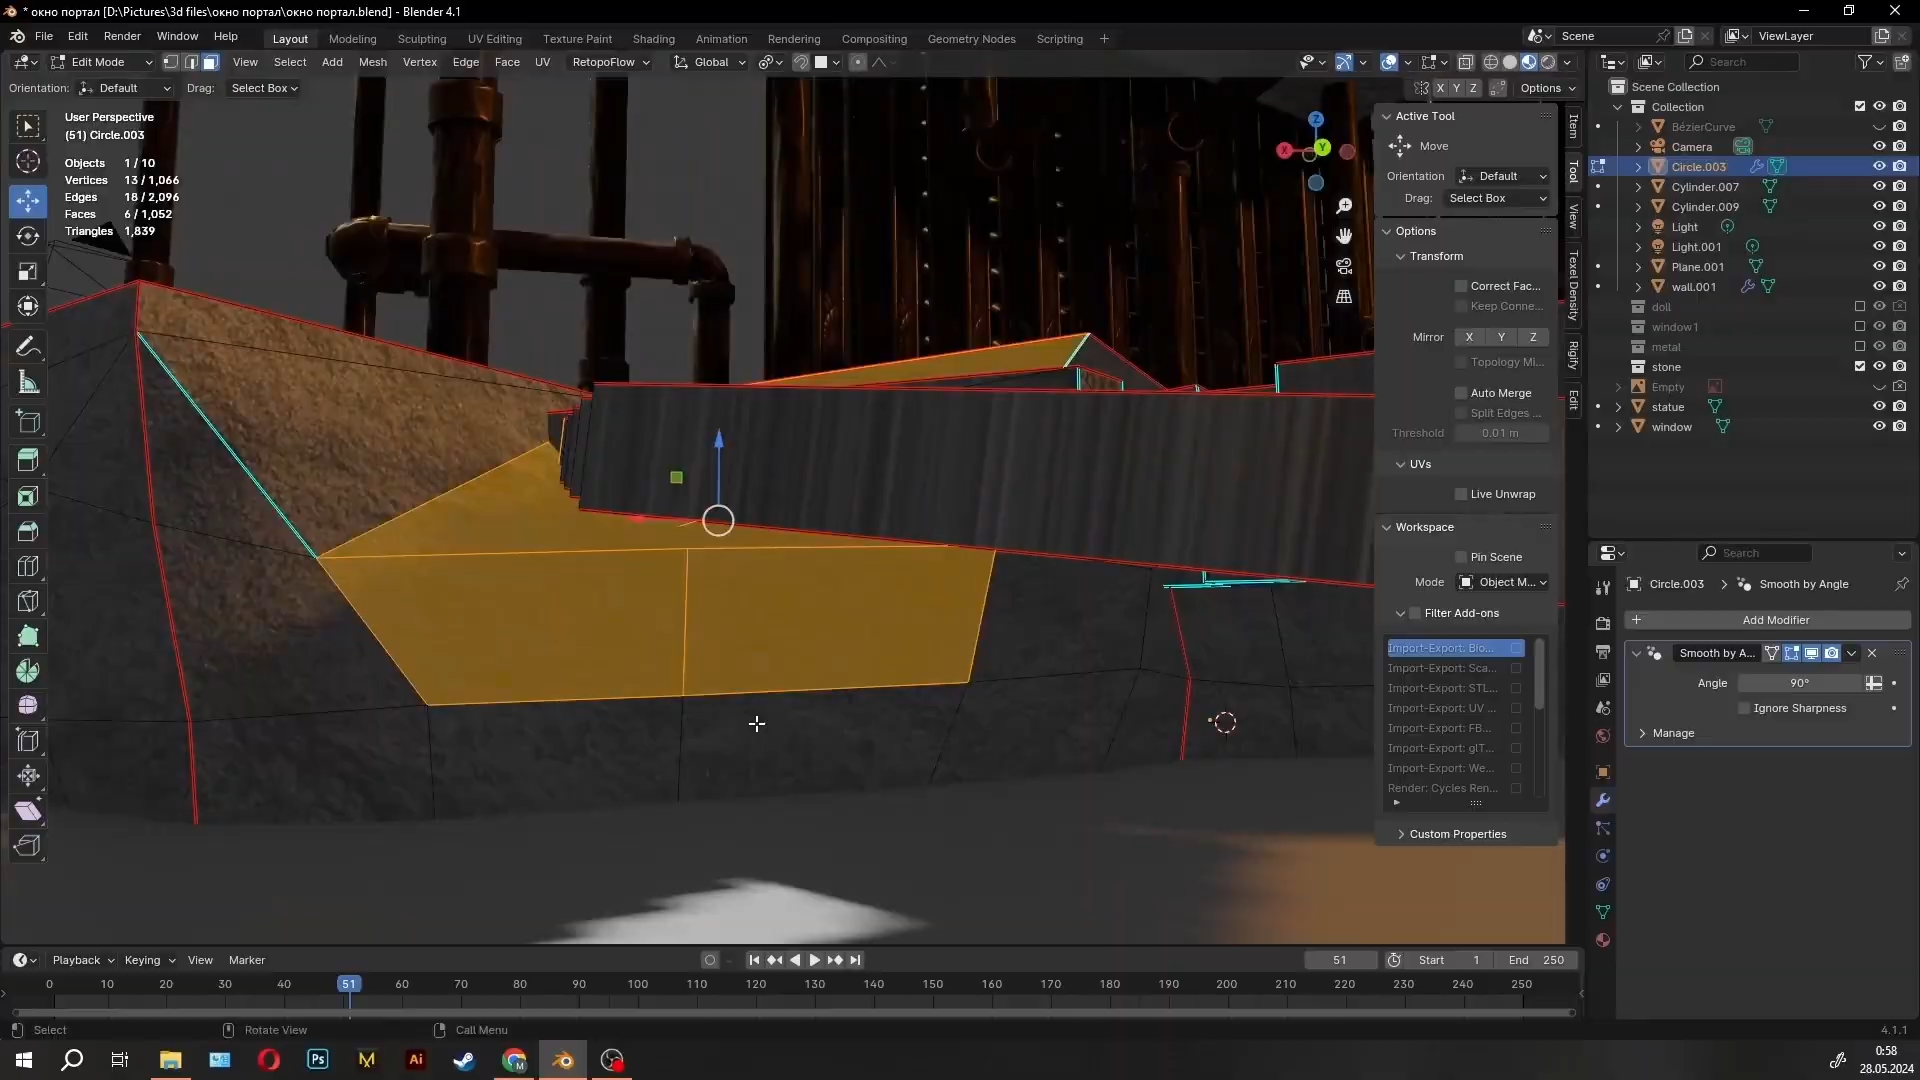 * окно портал [D:\Pictures\3d files\окно портал\окно портал.blend] - Blender 4.1
File Edit Render Window Help
Layout Modeling Sculpting UV Editing Texture Paint Shading Animation Rendering Compositing Geometry Nodes Scripting +
Scene
ViewLayer
Edit Mode
View Select Add Mesh Vertex Edge Face UV RetopoFlow
Global
Search
Orientation: Default Drag: Select Box
X Y Z
Options
User Perspective
(51) Circle.003
Objects 1 / 10
Vertices 13 / 1,066
Edges 18 / 2,096
Faces 6 / 1,052
Triangles 1,839
Z
X
Y
Active Tool
Move
Orientation Default
Drag: Select Box
Options
Transform
Correct Fac...
Keep Conne...
Mirror X Y Z
Topology Mi...
Auto Merge
Split Edges ...
Threshold 0.01 m
UVs
Live Unwrap
Workspace
Pin Scene
Mode Object M...
Filter Add-ons
Import-Export: Blo...
Import-Export: Sca...
Import-Export: STL...
Import-Export: UV ...
Import-Export: FB...
Import-Export: glT...
Import-Export: We...
Render: Cycles Ren...
Custom Properties
Item
Tool
View
Texel Density
Rigify
Edit
Scene Collection
Collection
BézierCurve
Camera
Circle.003
Cylinder.007
Cylinder.009
Light
Light.001
Plane.001
wall.001
doll
window1
metal
stone
Empty
statue
window
Search
Circle.003 > Smooth by Angle
+ Add Modifier
Smooth by A...
Angle 90°
Ignore Sharpness
Manage
Playback Keying View Marker
51
Start 1
End 250
0 10 20 30 40 51 60 70 80 90 100 110 120 130 140 150 160 170 180 190 200 210 220 230 240 250
Select
Rotate View
Call Menu
4.1.1
Ps
Ai
M
0:58
28.05.2024